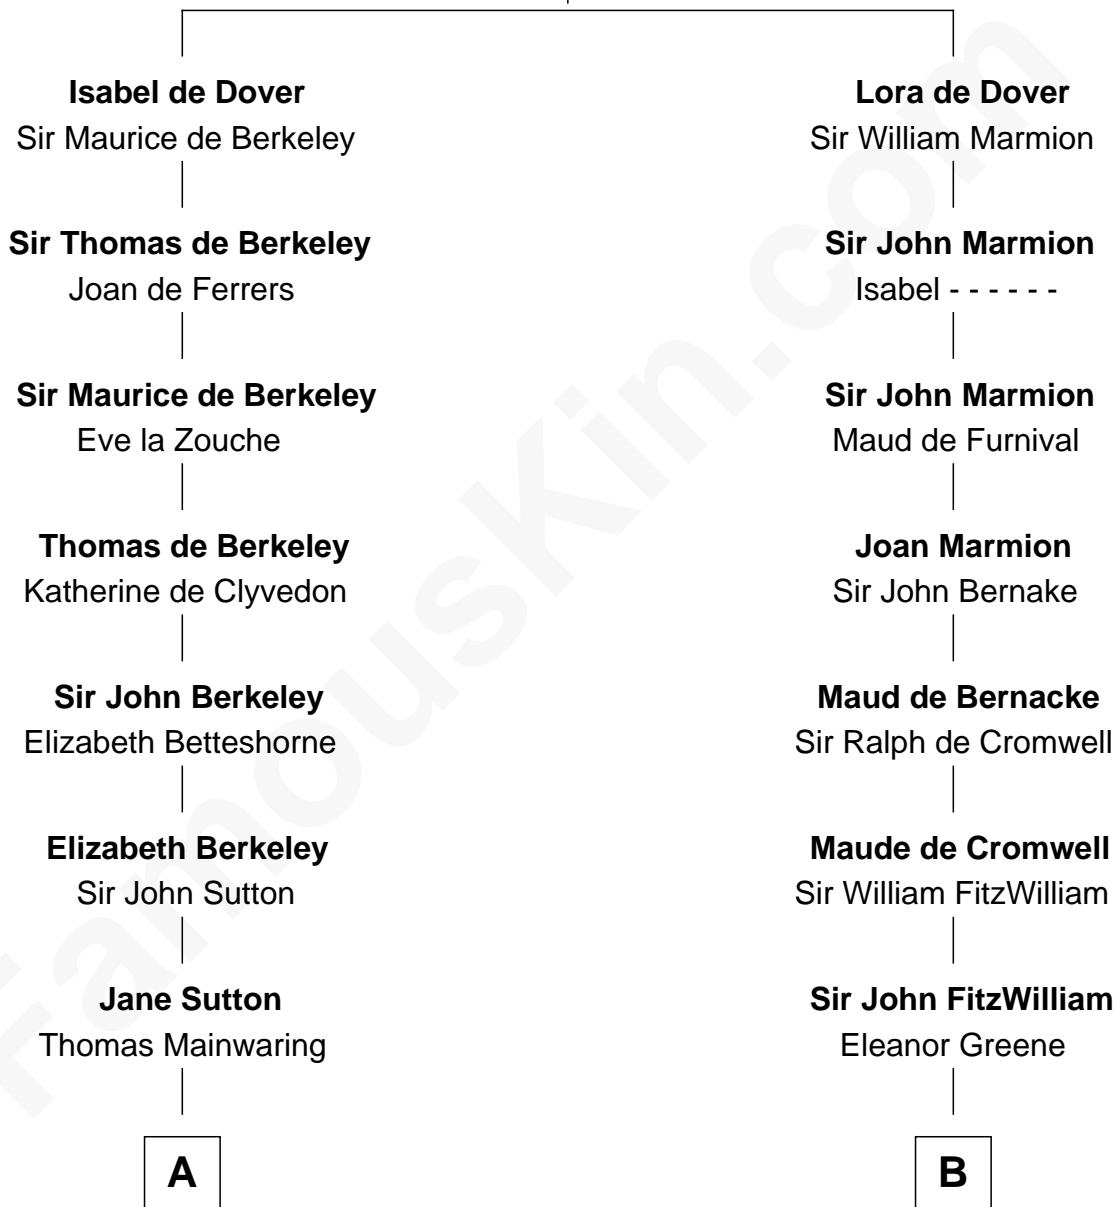 Isabel de Dover
Sir Maurice de Berkeley
Lora de Dover
Sir William Marmion
Sir Thomas de Berkeley
Joan de Ferrers
Sir John Marmion
Isabel - - - - - -
Sir Maurice de Berkeley
Eve la Zouche
Sir John Marmion
Maud de Furnival
Thomas de Berkeley
Katherine de Clyvedon
Joan Marmion
Sir John Bernake
Sir John Berkeley
Elizabeth Betteshorne
Maud de Bernacke
Sir Ralph de Cromwell
Elizabeth Berkeley
Sir John Sutton
Maude de Cromwell
Sir William FitzWilliam
Jane Sutton
Thomas Mainwaring
Sir John FitzWilliam
Eleanor Greene
A
B
FamousKin.com